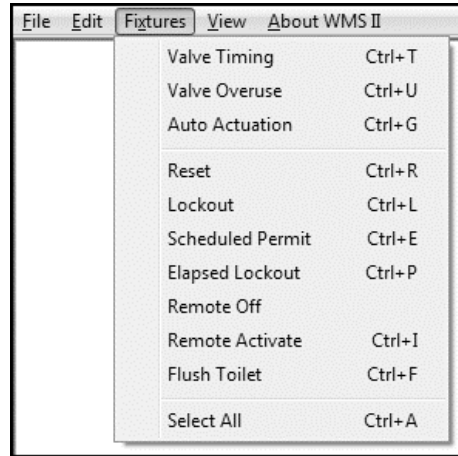 File Edit Fixtures View About WMS II
Valve Timing Ctrl+T
Valve Overuse Ctrl+U
Auto Actuation Ctrl+G
Reset Ctrl+R
Lockout Ctrl+L
Scheduled Permit Ctrl+E
Elapsed Lockout Ctrl+P
Remote Off
Remote Activate Ctrl+I
Flush Toilet Ctrl+F
Select All Ctrl+A